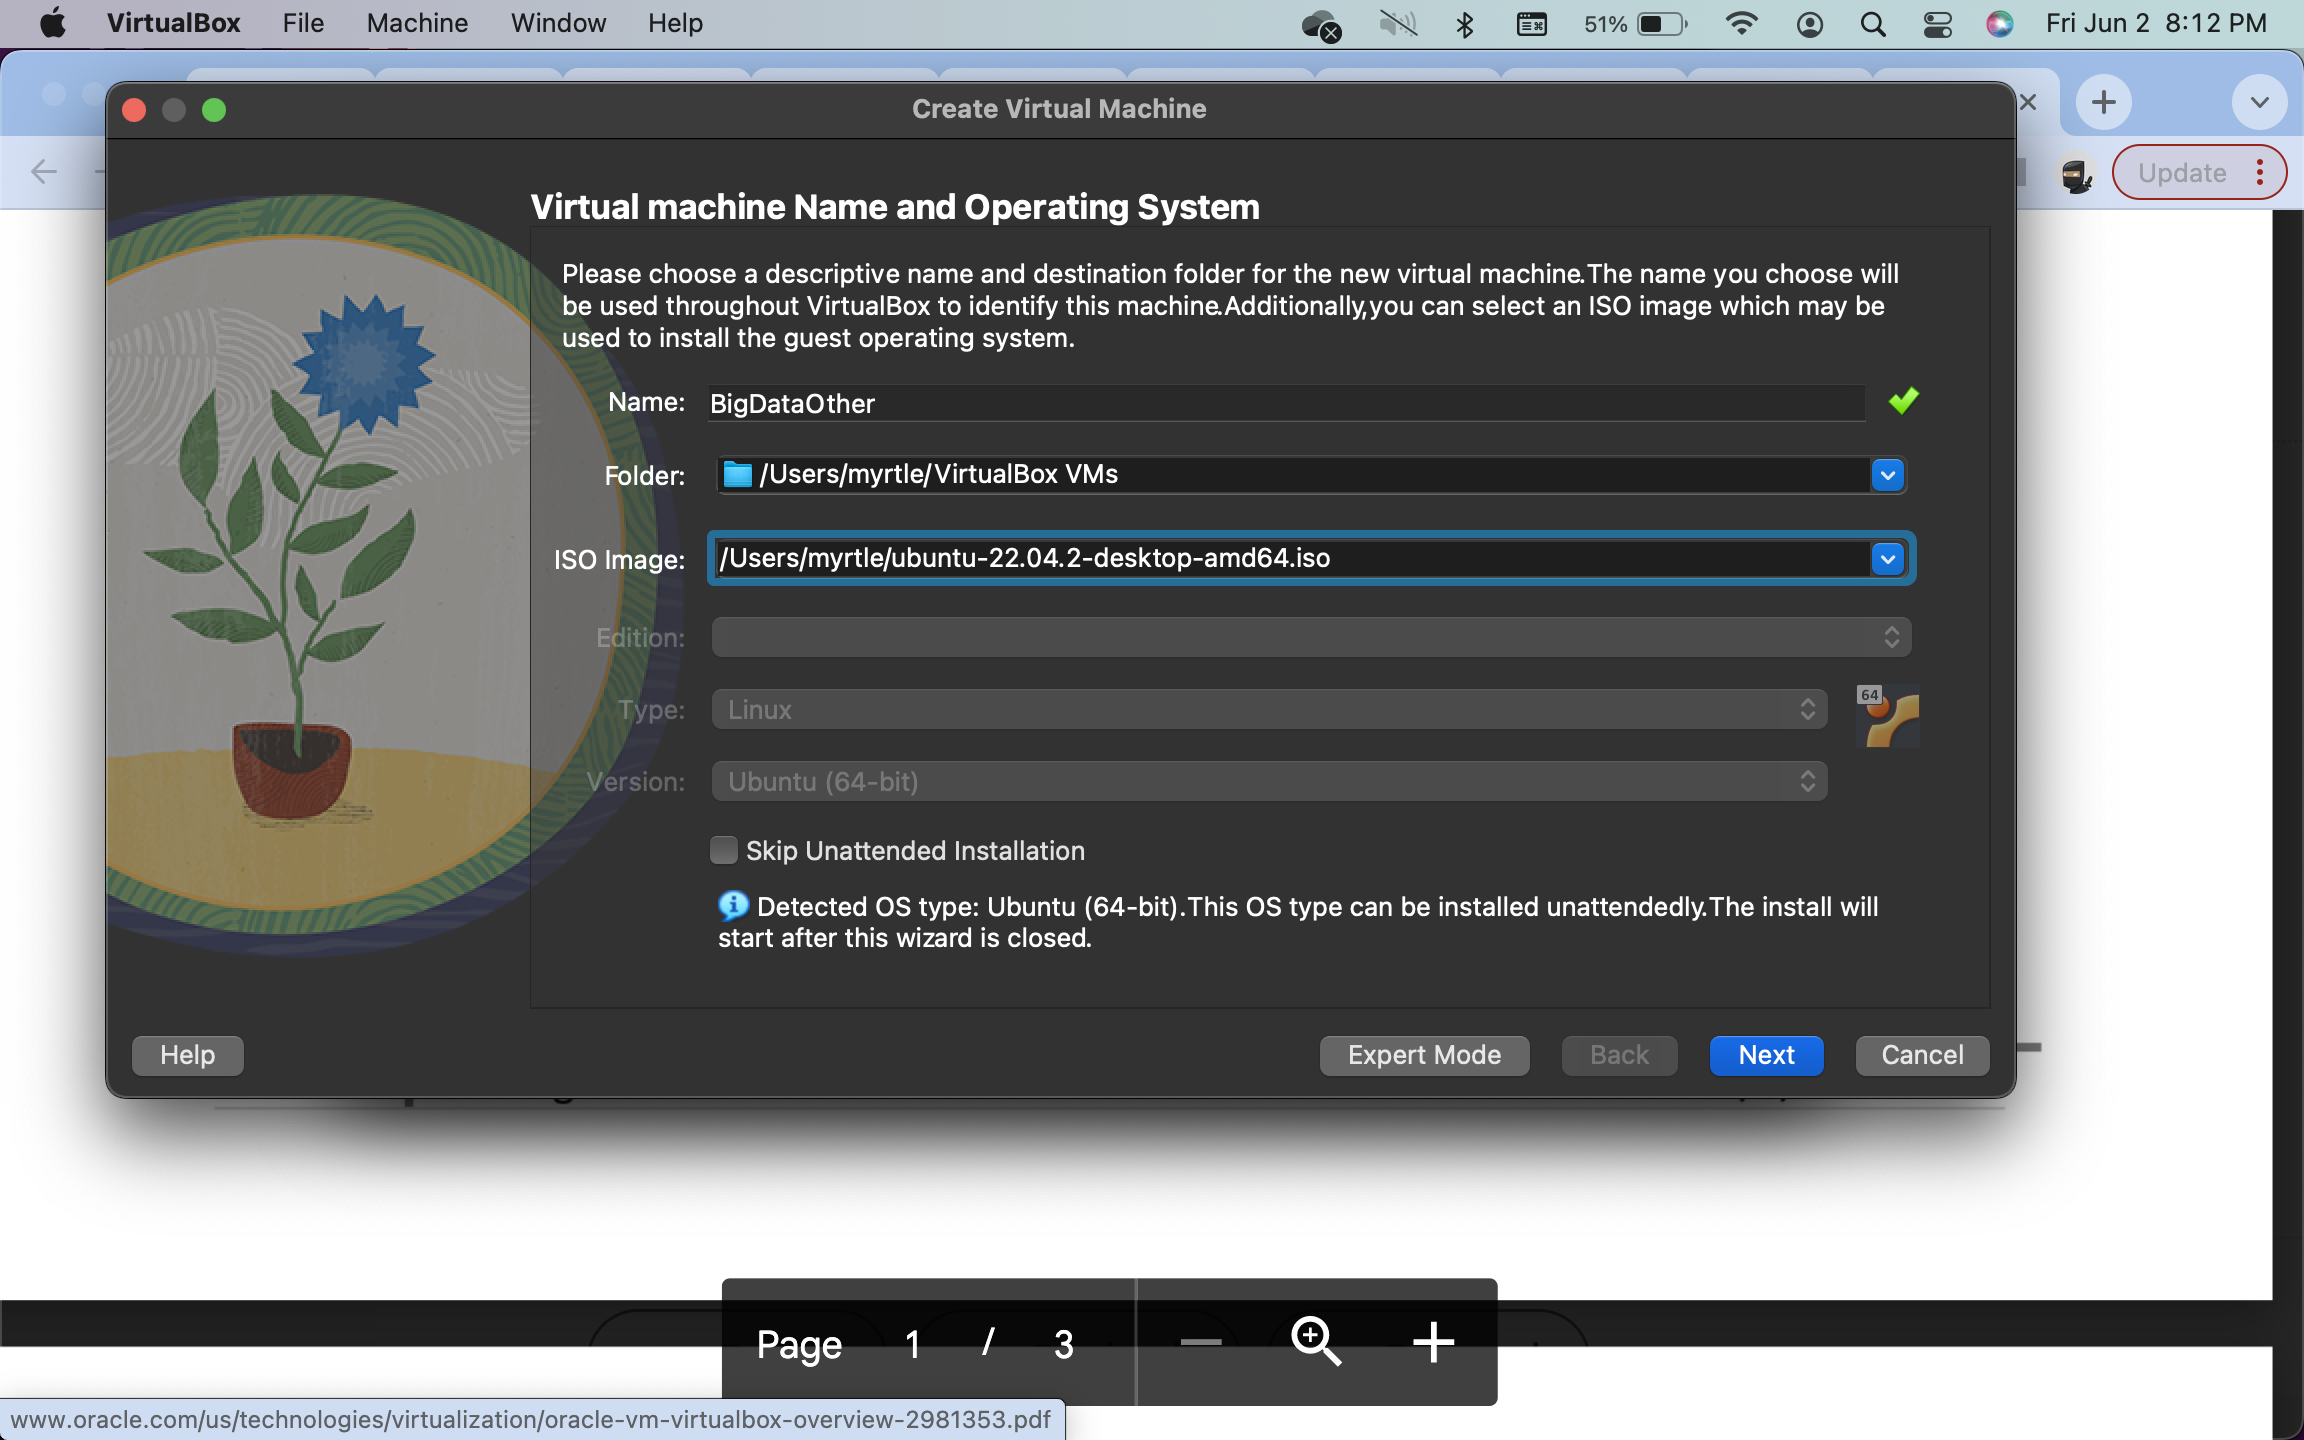 VirtualBox File Machine Window Help 51% Fri Jun 2 8:12 PM
Create Virtual Machine
Update
Virtual machine Name and Operating System
Please choose a descriptive name and destination folder for the new virtual machine.The name you choose will
be used throughout VirtualBox to identify this machine.Additionally,you can select an ISO image which may be
used to install the guest operating system.
Name: BigDataOther
Folder: /Users/myrtle/VirtualBox VMs
ISO Image: /Users/myrtle/ubuntu-22.04.2-desktop-amd64.iso
Edition:
Type: Linux 64
Version: Ubuntu (64-bit)
Skip Unattended Installation
Detected OS type: Ubuntu (64-bit).This OS type can be installed unattendedly.The install will
start after this wizard is closed.
Help Expert Mode Back Next Cancel
Page 1 / 3
www.oracle.com/us/technologies/virtualization/oracle-vm-virtualbox-overview-2981353.pdf